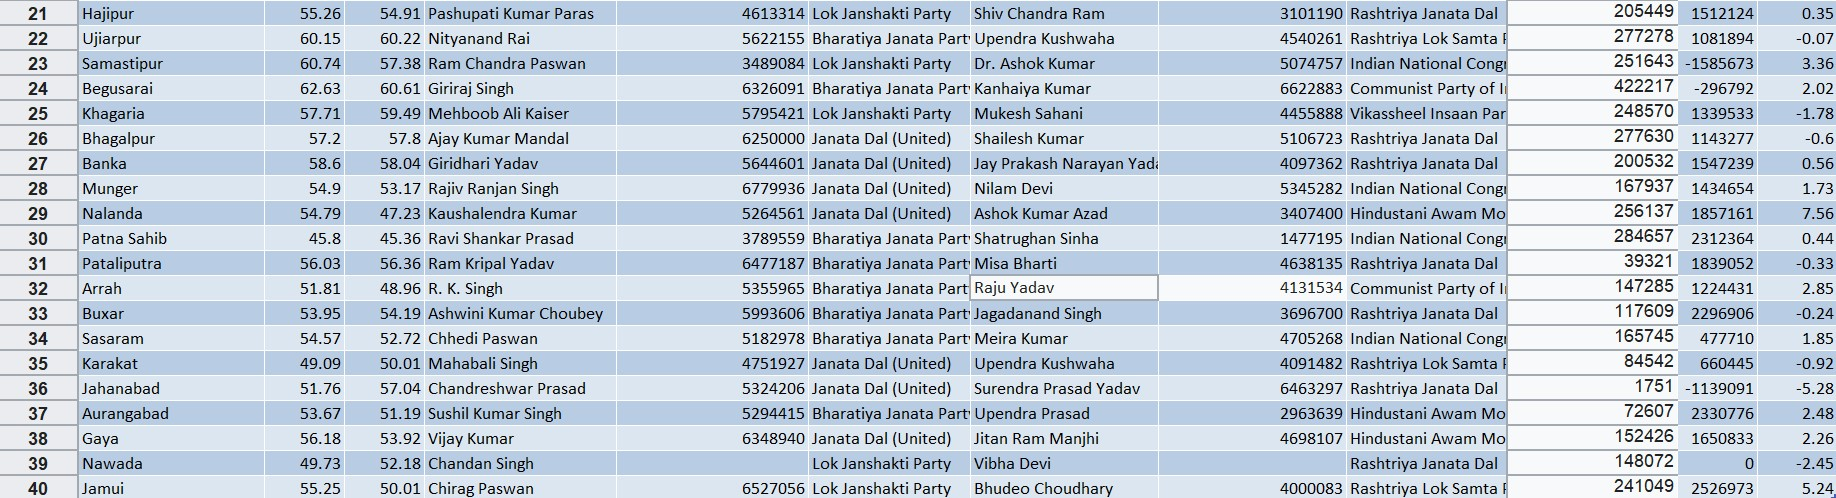 21 Hajipur 55.26 54.91 Pashupati Kumar Paras 4613314 Lok Janshakti Party Shiv Chandra Ram 3101190 Rashtriya Janata Dal 205449 1512124 0.35
22 Ujiarpur 60.15 60.22 Nityanand Rai 5622155 Bharatiya Janata Party Upendra Kushwaha 4540261 Rashtriya Lok Samta 277278 1081894 -0.07
23 Samastipur 60.74 57.38 Ram Chandra Paswan 3489084 Lok Janshakti Party Dr. Ashok Kumar 5074757 Indian National Congr 251643 -1585673 3.36
24 Begusarai 62.63 60.61 Giriraj Singh 6326091 Bharatiya Janata Party Kanhaiya Kumar 6622883 Communist Party of I 422217 -296792 2.02
25 Khagaria 57.71 59.49 Mehboob Ali Kaiser 5795421 Lok Janshakti Party Mukesh Sahani 4455888 Vikassheel Insaan Par 248570 1339533 -1.78
26 Bhagalpur 57.2 57.8 Ajay Kumar Mandal 6250000 Janata Dal (United) Shailesh Kumar 5106723 Rashtriya Janata Dal 277630 1143277 -0.6
27 Banka 58.6 58.04 Giridhari Yadav 5644601 Janata Dal (United) Jay Prakash Narayan Yada 4097362 Rashtriya Janata Dal 200532 1547239 0.56
28 Munger 54.9 53.17 Rajiv Ranjan Singh 6779936 Janata Dal (United) Nilam Devi 5345282 Indian National Congr 167937 1434654 1.73
29 Nalanda 54.79 47.23 Kaushalendra Kumar 5264561 Janata Dal (United) Ashok Kumar Azad 3407400 Hindustani Awam Mo 256137 1857161 7.56
30 Patna Sahib 45.8 45.36 Ravi Shankar Prasad 3789559 Bharatiya Janata Party Shatrughan Sinha 1477195 Indian National Congr 284657 2312364 0.44
31 Pataliputra 56.03 56.36 Ram Kripal Yadav 6477187 Bharatiya Janata Party Misa Bharti 4638135 Rashtriya Janata Dal 39321 1839052 -0.33
32 Arrah 51.81 48.96 R. K. Singh 5355965 Bharatiya Janata Party Raju Yadav 4131534 Communist Party of I 147285 1224431 2.85
33 Buxar 53.95 54.19 Ashwini Kumar Choubey 5993606 Bharatiya Janata Party Jagadanand Singh 3696700 Rashtriya Janata Dal 117609 2296906 -0.24
34 Sasaram 54.57 52.72 Chhedi Paswan 5182978 Bharatiya Janata Party Meira Kumar 4705268 Indian National Congr 165745 477710 1.85
35 Karakat 49.09 50.01 Mahabali Singh 4751927 Janata Dal (United) Upendra Kushwaha 4091482 Rashtriya Lok Samta 84542 660445 -0.92
36 Jahanabad 51.76 57.04 Chandreshwar Prasad 5324206 Janata Dal (United) Surendra Prasad Yadav 6463297 Rashtriya Janata Dal 1751 -1139091 -5.28
37 Aurangabad 53.67 51.19 Sushil Kumar Singh 5294415 Bharatiya Janata Party Upendra Prasad 2963639 Hindustani Awam Mo 72607 2330776 2.48
38 Gaya 56.18 53.92 Vijay Kumar 6348940 Janata Dal (United) Jitan Ram Manjhi 4698107 Hindustani Awam Mo 152426 1650833 2.26
39 Nawada 49.73 52.18 Chandan Singh Lok Janshakti Party Vibha Devi Rashtriya Janata Dal 148072 0 -2.45
40 Jamui 55.25 50.01 Chirag Paswan 6527056 Lok Janshakti Party Bhudeo Choudhary 4000083 Rashtriya Lok Samta 241049 2526973 5.24